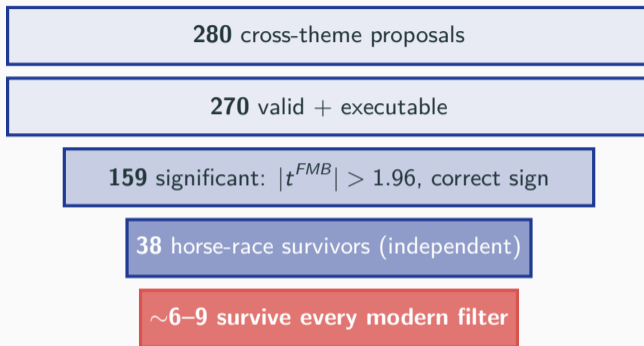 280 cross-theme proposals
270 valid + executable
159 significant: |t^{FMB}| > 1.96, correct sign
38 horse-race survivors (independent)
~6–9 survive every modern filter